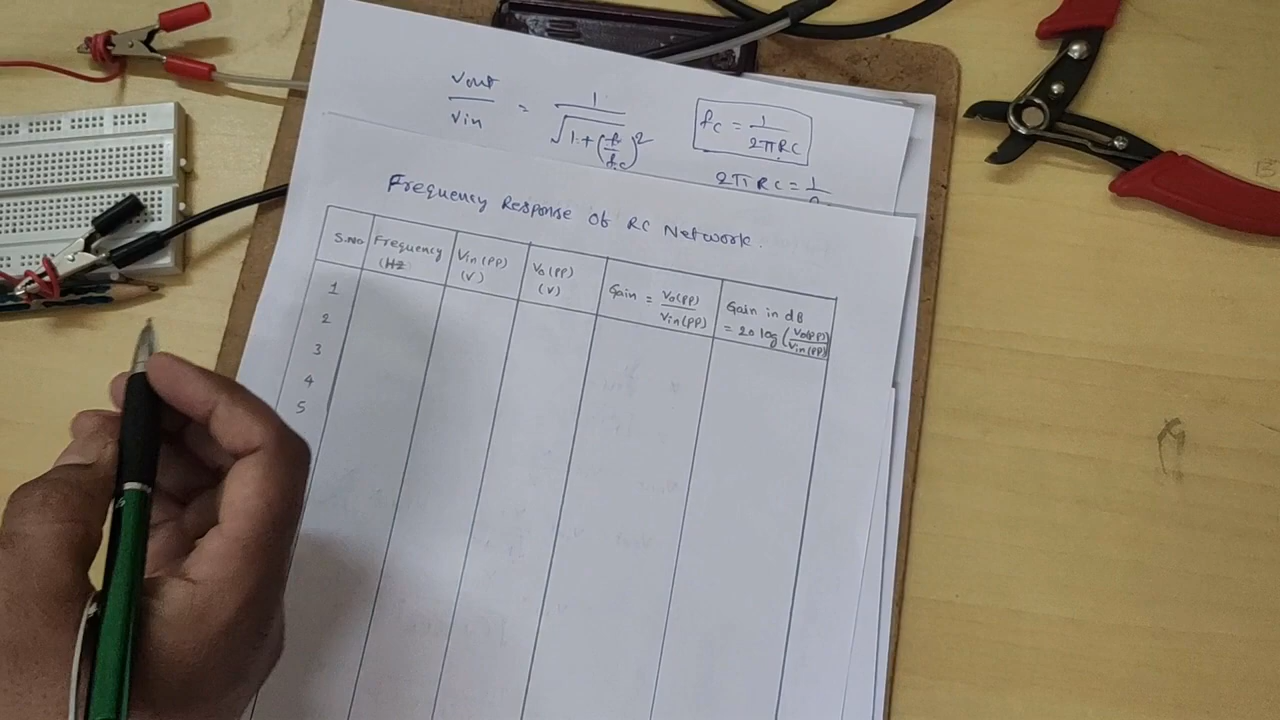 Vout
Vin
=
1
√1+(f/fc)²
fc = 1
2πRC
2πRC = 1
Frequency Response Of RC Network.
S.No
Frequency
(Hz
Vin(PP)
(V)
Vo(PP)
(V)
Gain = Vo(PP)
Vin(PP)
Gain in dB
= 20 log (Vo(PP)
Vin(PP))
1
2
3
4
5